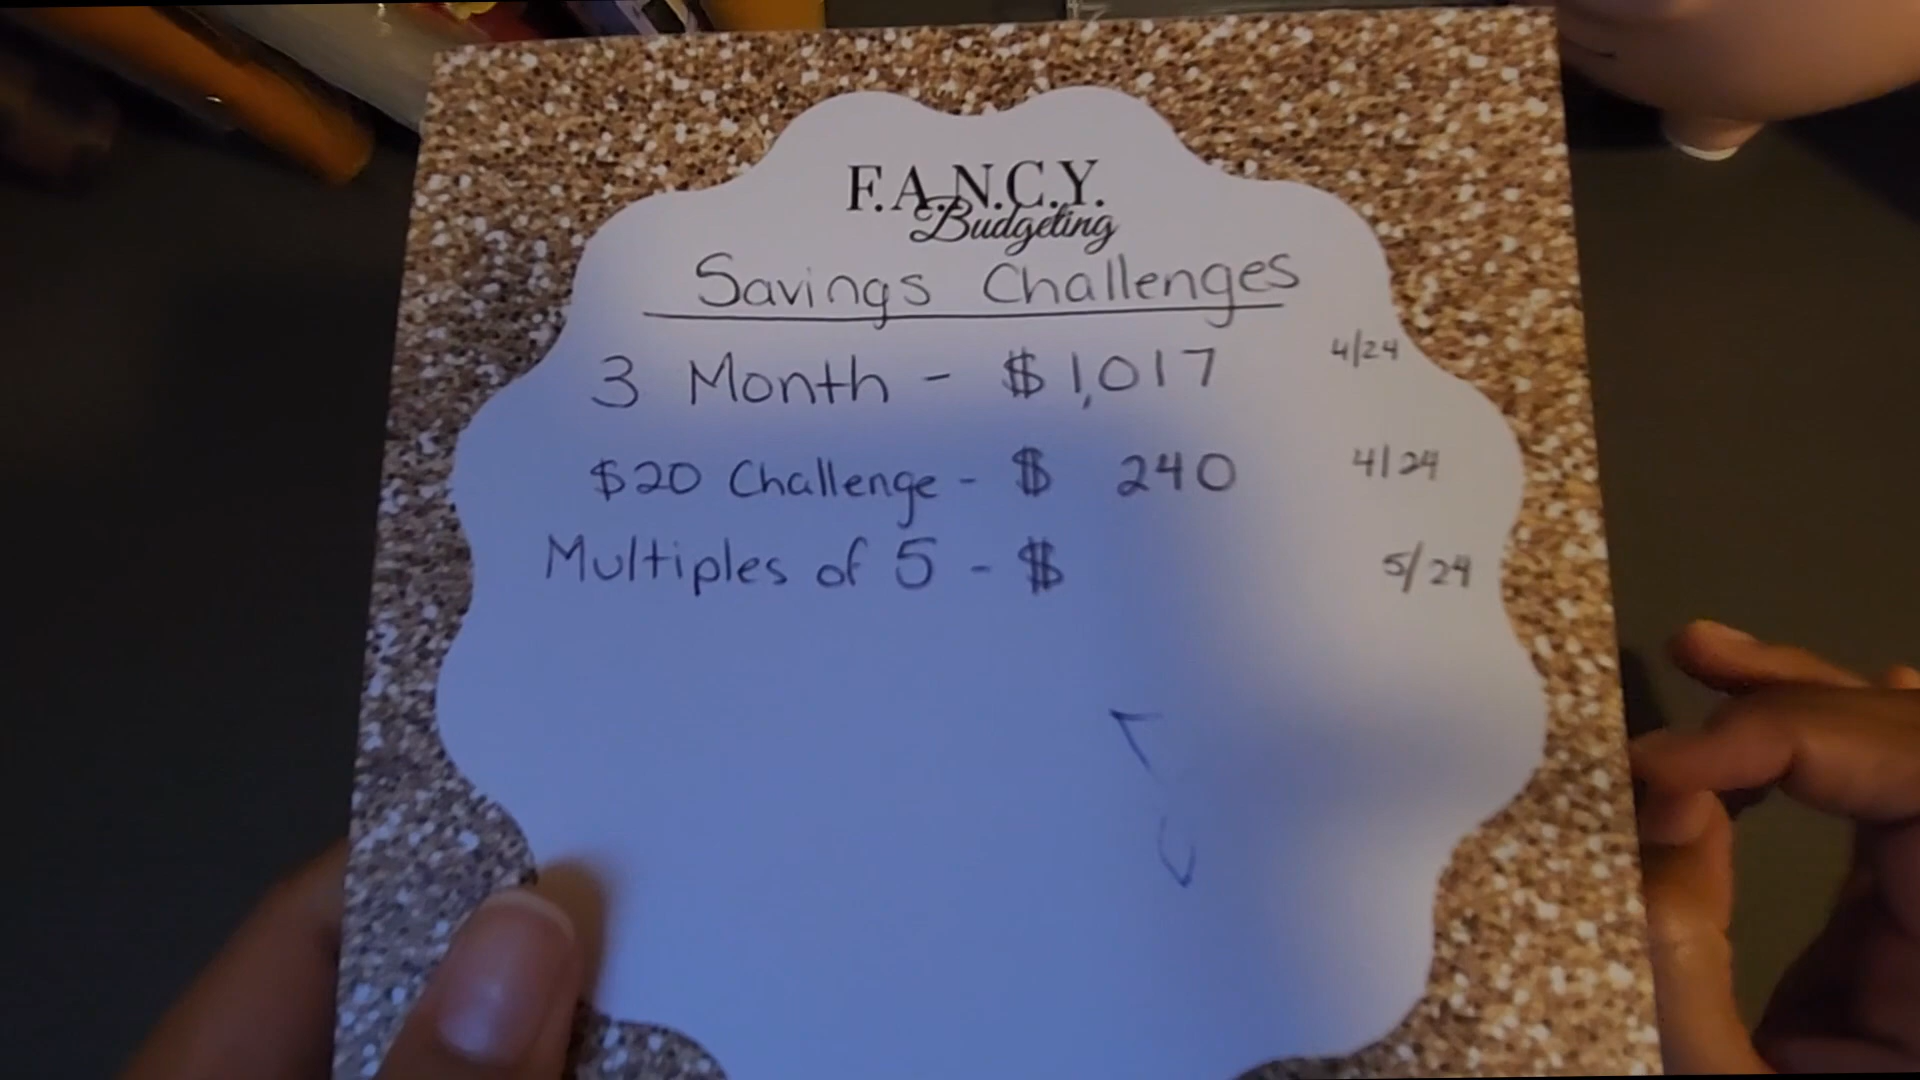 F.A.N.C.Y.
Budgeting
Savings Challenges
3 Month - $1,017 4/24
$20 Challenge - $ 240 4/24
Multiples of 5 - $ 5/24